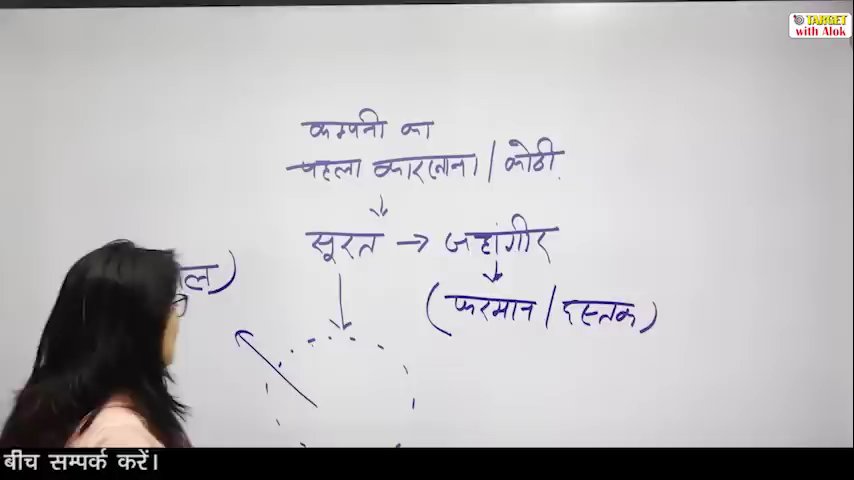 TARGET
with Alok
कम्पनी का
पहला कारखाना / कोठी
सूरत → जहांगीर
(फरमान / दस्तक)
बीच सम्पर्क करें।